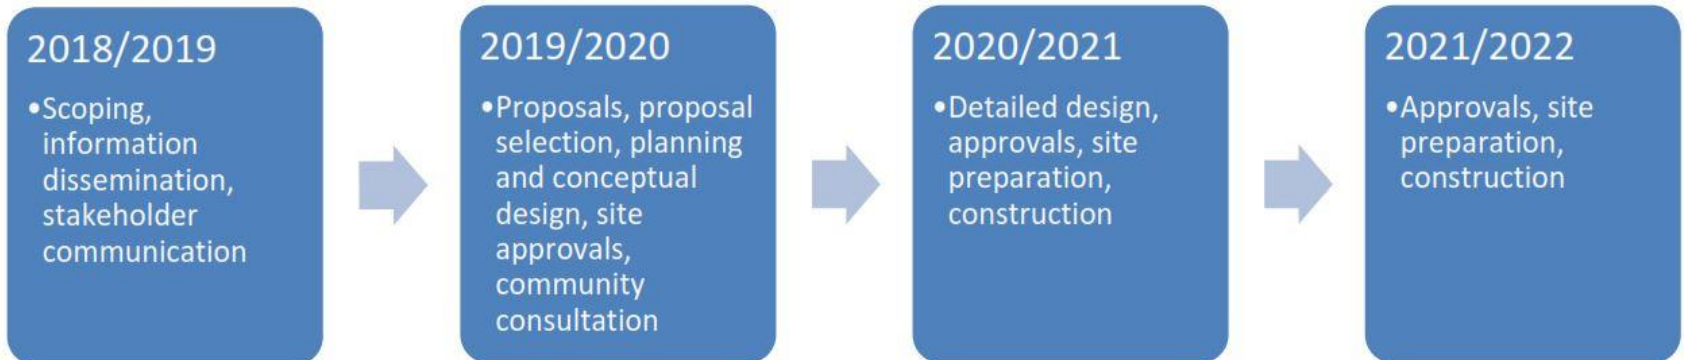 2018/2019
•Scoping,
information
dissemination,
stakeholder
communication
2019/2020
•Proposals, proposal
selection, planning
and conceptual
design, site
approvals,
community
consultation
2020/2021
•Detailed design,
approvals, site
preparation,
construction
2021/2022
•Approvals, site
preparation,
construction